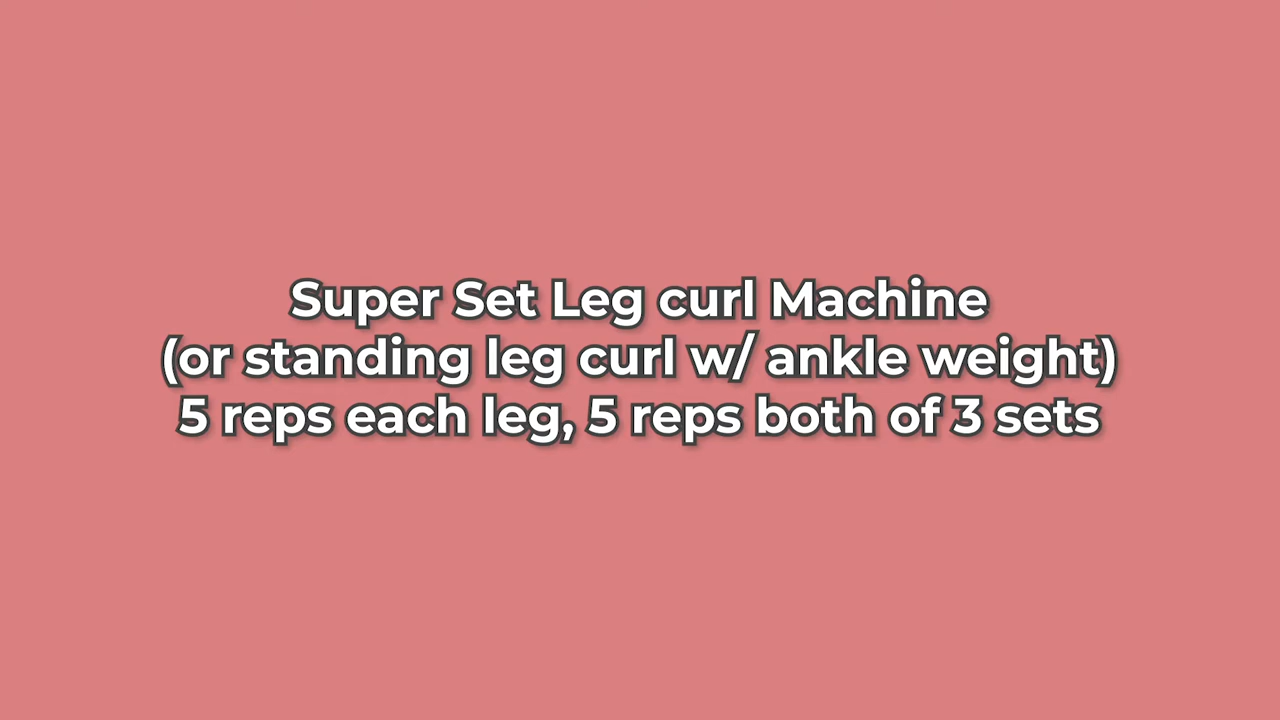 Super Set Leg curl Machine
(or standing leg curl w/ ankle weight)
5 reps each leg, 5 reps both of 3 sets